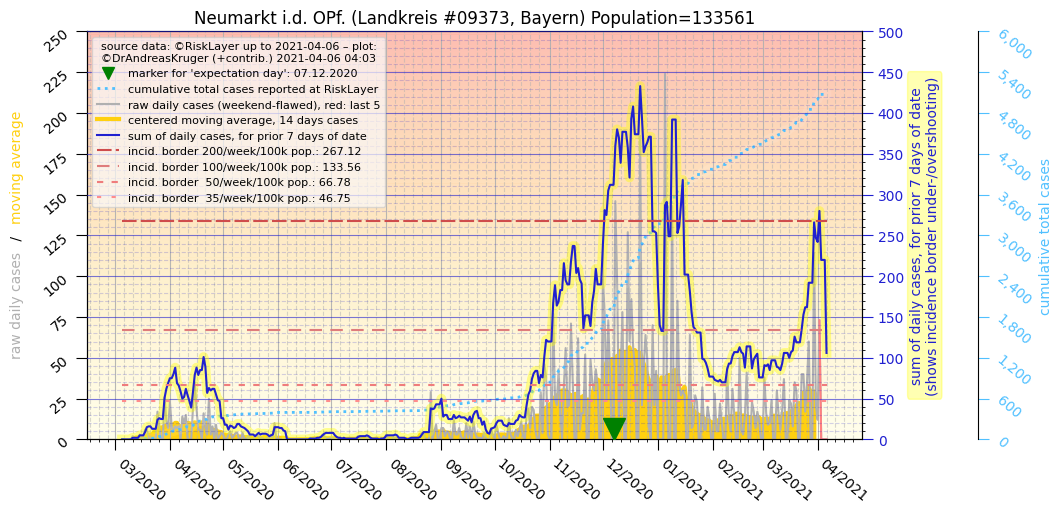 Neumarkt i.d. OPf. (Landkreis #09373, Bayern) Population=133561
source data: ©RiskLayer up to 2021-04-06 – plot:
©DrAndreasKruger (+contrib.) 2021-04-06 04:03
marker for 'expectation day': 07.12.2020
cumulative total cases reported at RiskLayer
raw daily cases (weekend-flawed), red: last 5
centered moving average, 14 days cases
sum of daily cases, for prior 7 days of date
incid. border 200/week/100k pop.: 267.12
incid. border 100/week/100k pop.: 133.56
incid. border  50/week/100k pop.: 66.78
incid. border  35/week/100k pop.: 46.75
raw daily cases / moving average
250
225
200
175
150
125
100
75
50
25
0
03/2020
04/2020
05/2020
06/2020
07/2020
08/2020
09/2020
10/2020
11/2020
12/2020
01/2021
02/2021
03/2021
04/2021
500
450
400
350
300
250
200
150
100
50
0
sum of daily cases, for prior 7 days of date
(shows incidence border under-/overshooting)
6,000
5,400
4,800
4,200
3,600
3,000
2,400
1,800
1,200
600
0
cumulative total cases